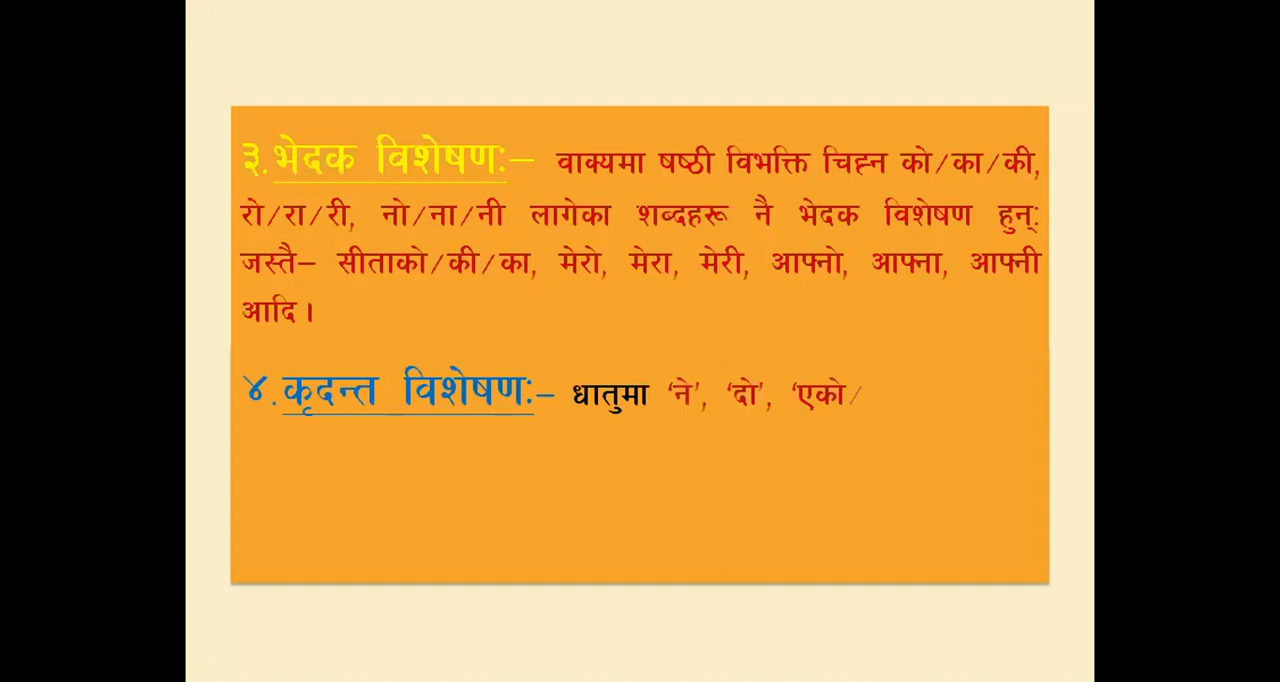 ३. भेदक विशेषण:– वाक्यमा षष्ठी विभक्ति चिह्न को/का/की,
रो/रा/री, नो/ना/नी लागेका शब्दहरू नै भेदक विशेषण हुन्:
जस्तै– सीताको/की/का, मेरो, मेरा, मेरी, आफ्नो, आफ्ना, आफ्नी
आदि ।
४. कृदन्त विशेषण:– धातुमा ‘ने’, ‘दो’, ‘एको/